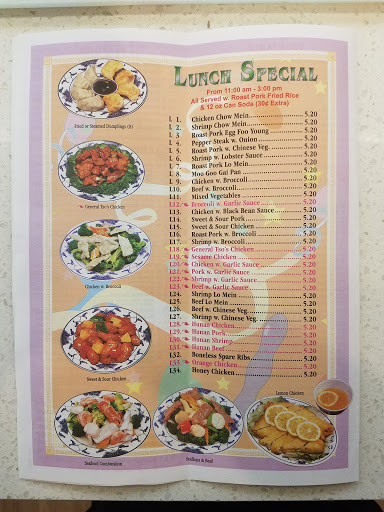 LUNCH SPECIAL
From 11:00 am - 3:00 pm
All Served w. Roast Pork Fried Rice
& 12 oz Can Soda (30¢ Extra)
L 1. Chicken Chow Mein 5.20
L 2. Shrimp Chow Mein 5.20
L 3. Roast Pork Egg Foo Young 5.20
L 4. Pepper Steak w. Onion 5.20
L 5. Roast Pork w. Chinese Veg. 5.20
L 6. Shrimp w. Lobster Sauce 5.20
L 7. Roast Pork Lo Mein 5.20
L 8. Moo Goo Gai Pan 5.20
L 9. Chicken w. Broccoli 5.20
L10. Beef w. Broccoli 5.20
L11. Mixed Vegetables 5.20
L12. Broccoli w. Garlic Sauce 5.20
L13. Chicken w. Black Bean Sauce 5.20
L14. Sweet & Sour Pork 5.20
L15. Sweet & Sour Chicken 5.20
L16. Roast Pork w. Broccoli 5.20
L17. Shrimp w. Broccoli 5.20
L18. General Tso's Chicken 5.20
L19. Sesame Chicken 5.20
L20. Chicken w. Garlic Sauce 5.20
L21. Pork w. Garlic Sauce 5.20
L22. Shrimp w. Garlic Sauce 5.20
L23. Beef w. Garlic Sauce 5.20
L24. Shrimp Lo Mein 5.20
L25. Beef Lo Mein 5.20
L26. Beef w. Chinese Veg. 5.20
L27. Shrimp w. Chinese Veg. 5.20
L28. Hunan Chicken 5.20
L29. Hunan Pork 5.20
L30. Hunan Shrimp 5.20
L31. Hunan Beef 5.20
L32. Boneless Spare Ribs 5.20
L33. Orange Chicken 5.20
L34. Honey Chicken 5.20
Fried or Steamed Dumplings (8)
General Tso's Chicken
Chicken w. Broccoli
Sweet & Sour Chicken
Seafood Combination
Scallops & Beef
Lemon Chicken